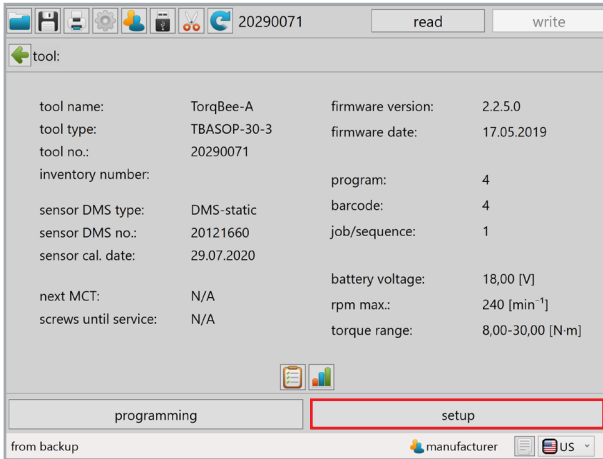 20290071 read write
tool:
tool name: TorqBee-A
tool type: TBASOP-30-3
tool no.: 20290071
inventory number:
sensor DMS type: DMS-static
sensor DMS no.: 20121660
sensor cal. date: 29.07.2020
next MCT: N/A
screws until service: N/A
firmware version: 2.2.5.0
firmware date: 17.05.2019
program: 4
barcode: 4
job/sequence: 1
battery voltage: 18,00 [V]
rpm max.: 240 [min⁻¹]
torque range: 8,00-30,00 [N·m]
programming setup
from backup manufacturer US